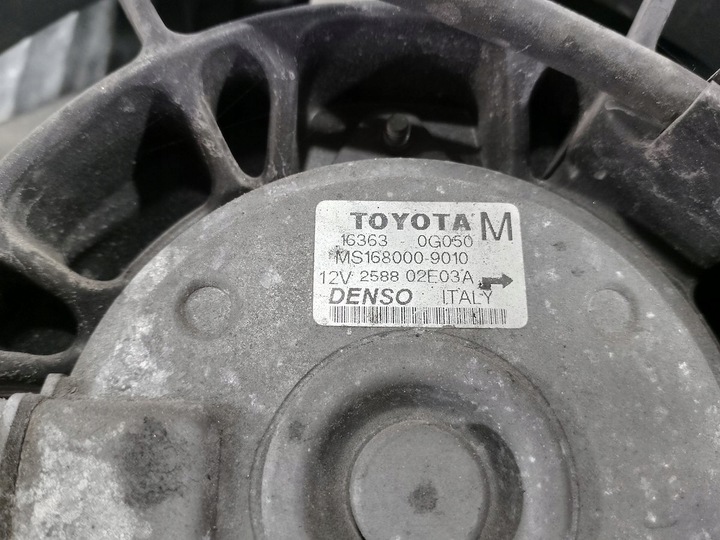 TOYOTA M
16363 0G050
MS168000-9010
12V 2588 02E03A
DENSO ITALY